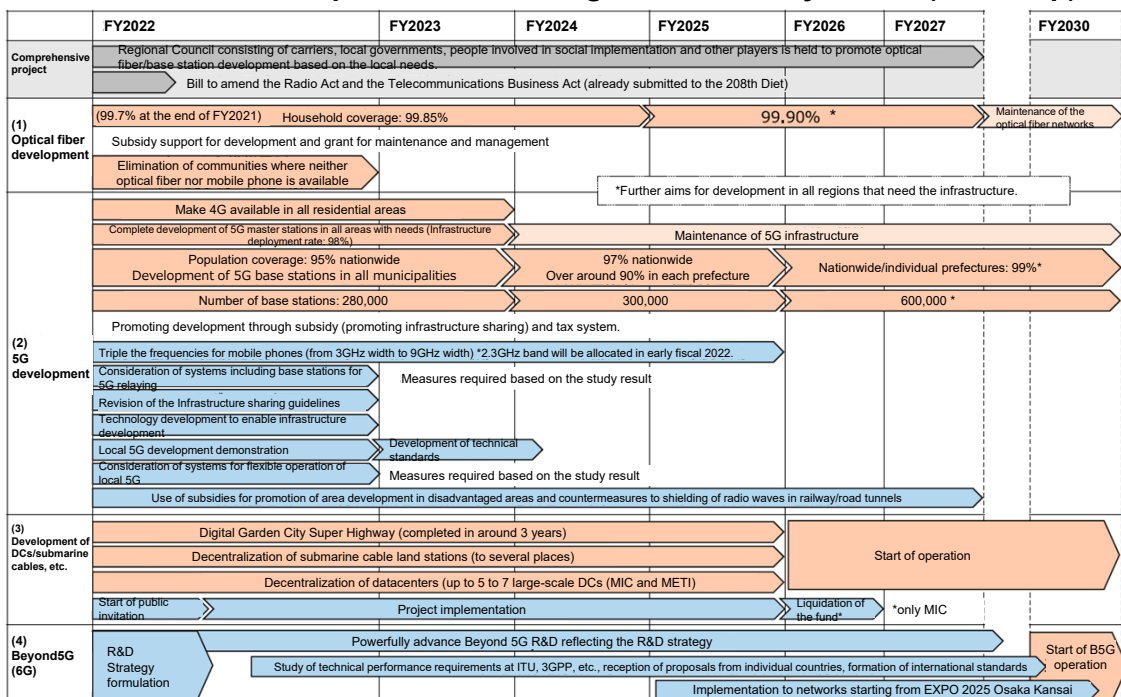 FY2022 FY2023 FY2024 FY2025 FY2026 FY2027 FY2030
Comprehensive
project
Regional Council consisting of carriers, local governments, people involved in social implementation and other players is held to promote optical
fiber/base station development based on the local needs.
Bill to amend the Radio Act and the Telecommunications Business Act (already submitted to the 208th Diet)
(1)
Optical fiber
development
(99.7% at the end of FY2021) Household coverage: 99.85%
99.90% *
Maintenance of the
optical fiber networks
Subsidy support for development and grant for maintenance and management
Elimination of communities where neither
optical fiber nor mobile phone is available
*Further aims for development in all regions that need the infrastructure.
(2)
5G
development
Make 4G available in all residential areas
Complete development of 5G master stations in all areas with needs (Infrastructure
deployment rate: 98%)
Maintenance of 5G infrastructure
Population coverage: 95% nationwide
Development of 5G base stations in all municipalities
97% nationwide
Over around 90% in each prefecture
Nationwide/individual prefectures: 99%*
Number of base stations: 280,000
300,000
600,000 *
Promoting development through subsidy (promoting infrastructure sharing) and tax system.
Triple the frequencies for mobile phones (from 3GHz width to 9GHz width) *2.3GHz band will be allocated in early fiscal 2022.
Consideration of systems including base stations for
5G relaying
Measures required based on the study result
Revision of the Infrastructure sharing guidelines
Technology development to enable infrastructure
development
Local 5G development demonstration
Development of technical
standards
Consideration of systems for flexible operation of
local 5G
Measures required based on the study result
Use of subsidies for promotion of area development in disadvantaged areas and countermeasures to shielding of radio waves in railway/road tunnels
(3)
Development of
DCs/submarine
cables, etc.
Digital Garden City Super Highway (completed in around 3 years)
Decentralization of submarine cable land stations (to several places)
Decentralization of datacenters (up to 5 to 7 large-scale DCs (MIC and METI)
Start of operation
Start of public
invitation
Project implementation
Liquidation of
the fund*
*only MIC
(4)
Beyond5G
(6G)
R&D
Strategy
formulation
Powerfully advance Beyond 5G R&D reflecting the R&D strategy
Study of technical performance requirements at ITU, 3GPP, etc., reception of proposals from individual countries, formation of international standards
Implementation to networks starting from EXPO 2025 Osaka Kansai
Start of B5G
operation